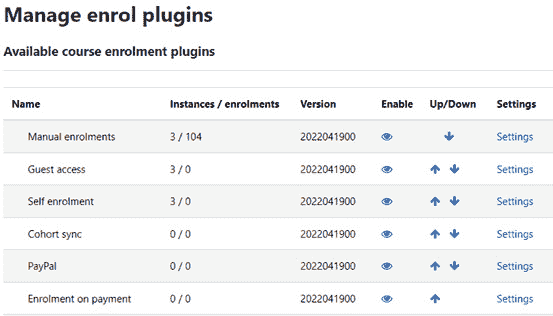 Manage enrol plugins
Available course enrolment plugins
Name Instances / enrolments Version Enable Up/Down Settings
Manual enrolments 3 / 104 2022041900 Settings
Guest access 3 / 0 2022041900 Settings
Self enrolment 3 / 0 2022041900 Settings
Cohort sync 0 / 0 2022041900 Settings
PayPal 0 / 0 2022041900 Settings
Enrolment on payment 0 / 0 2022041900 Settings